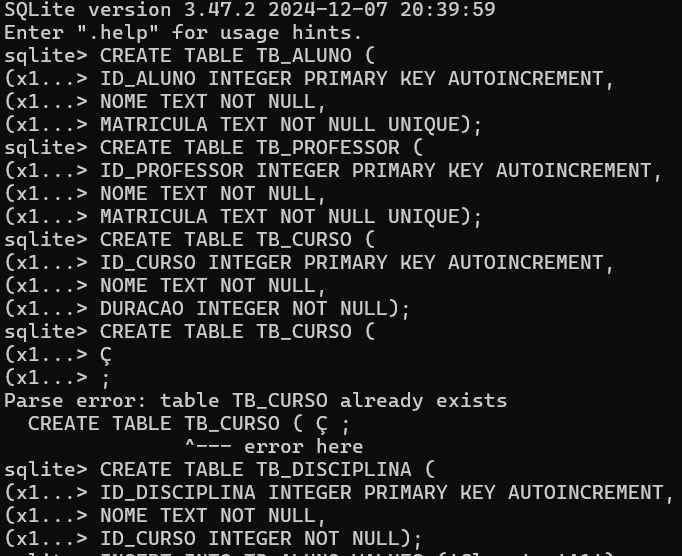 SQLite version 3.47.2 2024-12-07 20:39:59
Enter ".help" for usage hints.
sqlite> CREATE TABLE TB_ALUNO (
(x1...> ID_ALUNO INTEGER PRIMARY KEY AUTOINCREMENT,
(x1...> NOME TEXT NOT NULL,
(x1...> MATRICULA TEXT NOT NULL UNIQUE);
sqlite> CREATE TABLE TB_PROFESSOR (
(x1...> ID_PROFESSOR INTEGER PRIMARY KEY AUTOINCREMENT,
(x1...> NOME TEXT NOT NULL,
(x1...> MATRICULA TEXT NOT NULL UNIQUE);
sqlite> CREATE TABLE TB_CURSO (
(x1...> ID_CURSO INTEGER PRIMARY KEY AUTOINCREMENT,
(x1...> NOME TEXT NOT NULL,
(x1...> DURACAO INTEGER NOT NULL);
sqlite> CREATE TABLE TB_CURSO (
(x1...> Ç
(x1...> ;
Parse error: table TB_CURSO already exists
  CREATE TABLE TB_CURSO ( Ç ;
               ^--- error here
sqlite> CREATE TABLE TB_DISCIPLINA (
(x1...> ID_DISCIPLINA INTEGER PRIMARY KEY AUTOINCREMENT,
(x1...> NOME TEXT NOT NULL,
(x1...> ID_CURSO INTEGER NOT NULL);
sqlite> INSERT INTO TB_ALUNO VALUES